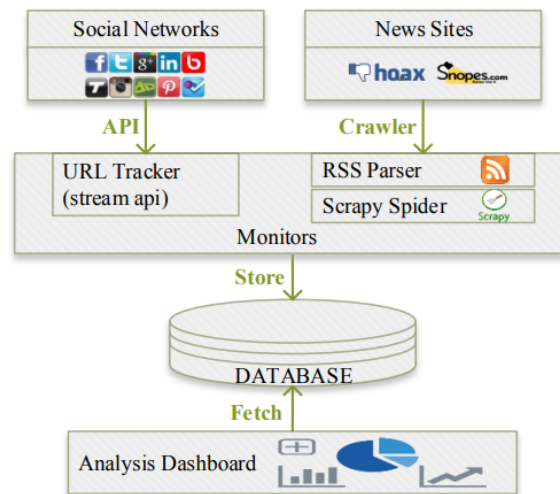 Social Networks
News Sites
f t g+ in b
hoax Snopes.com
API
Crawler
URL Tracker
(stream api)
RSS Parser
Scrapy Spider
Scrapy
Monitors
Store
DATABASE
Fetch
Analysis Dashboard